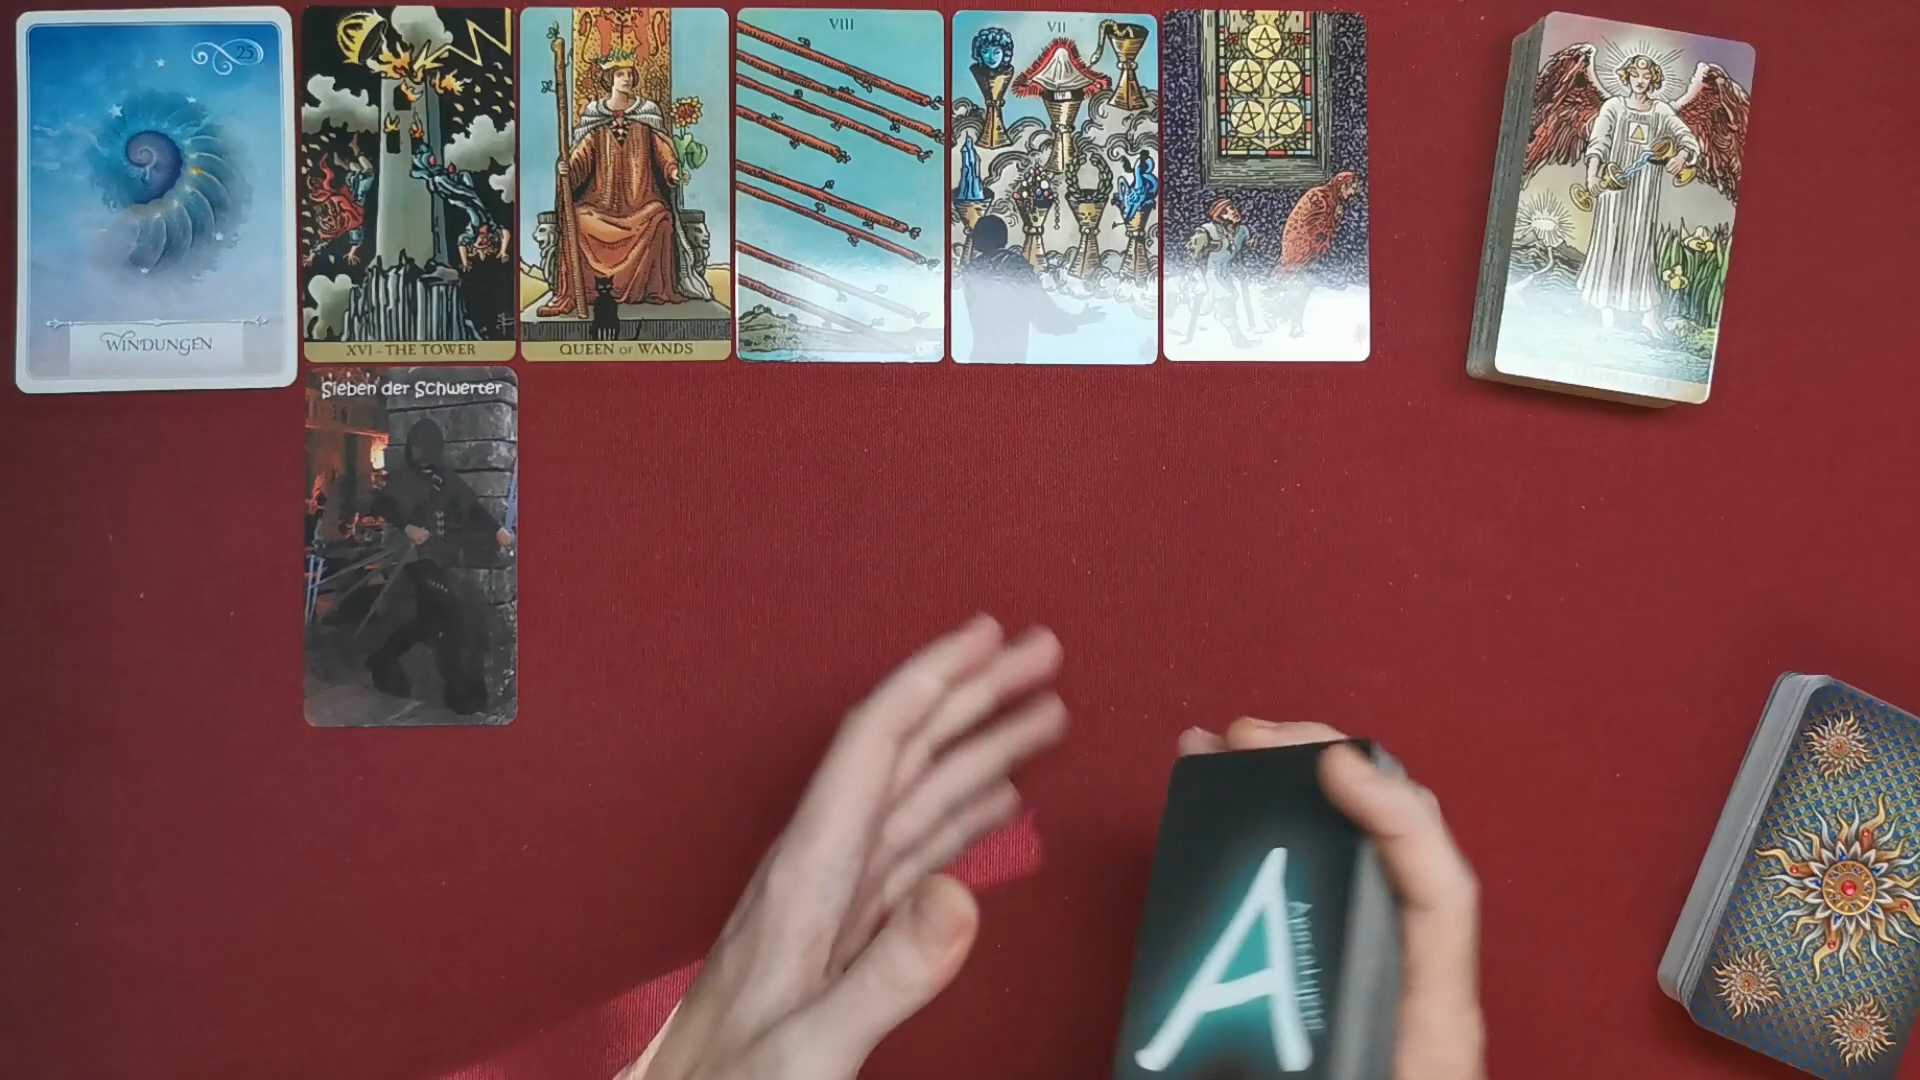 25
WINDUNGEN
XVI - THE TOWER
QUEEN OF WANDS
VIII
VII
V
Sieben der Schwerter
A